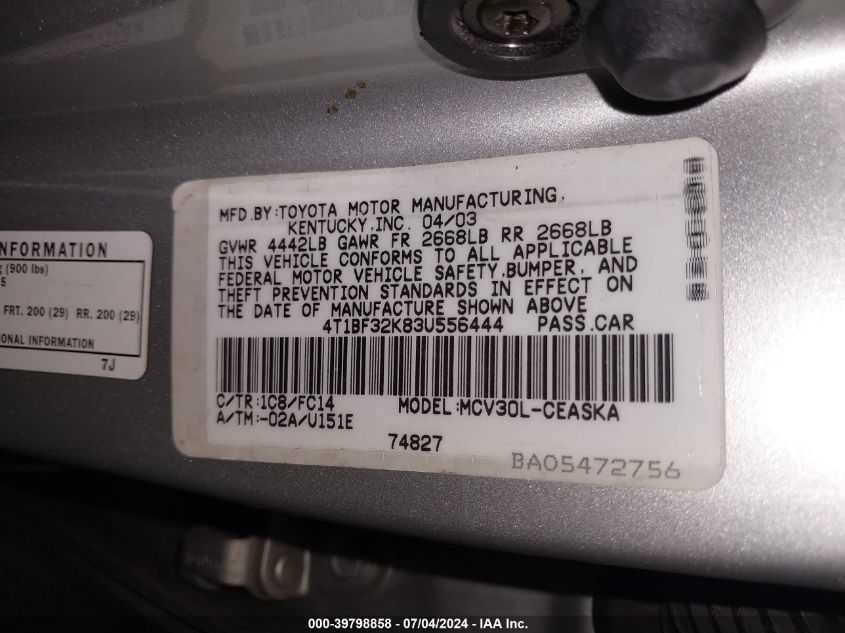 MFD.BY:TOYOTA MOTOR MANUFACTURING,
KENTUCKY,INC. 04/03
GVWR 4442LB GAWR FR 2668LB RR 2668LB
THIS VEHICLE CONFORMS TO ALL APPLICABLE
FEDERAL MOTOR VEHICLE SAFETY,BUMPER, AND
THEFT PREVENTION STANDARDS IN EFFECT ON
THE DATE OF MANUFACTURE SHOWN ABOVE
4T1BF32K83U556444 PASS.CAR
C/TR:1C8/FC14 MODEL:MCV30L-CEASKA
A/TM:-02A/U151E
74827
BA05472756
INFORMATION
(900 lbs)
5
FRT. 200 (29) RR. 200 (29)
ONAL INFORMATION
7J
000-39798858 - 07/04/2024 - IAA Inc.